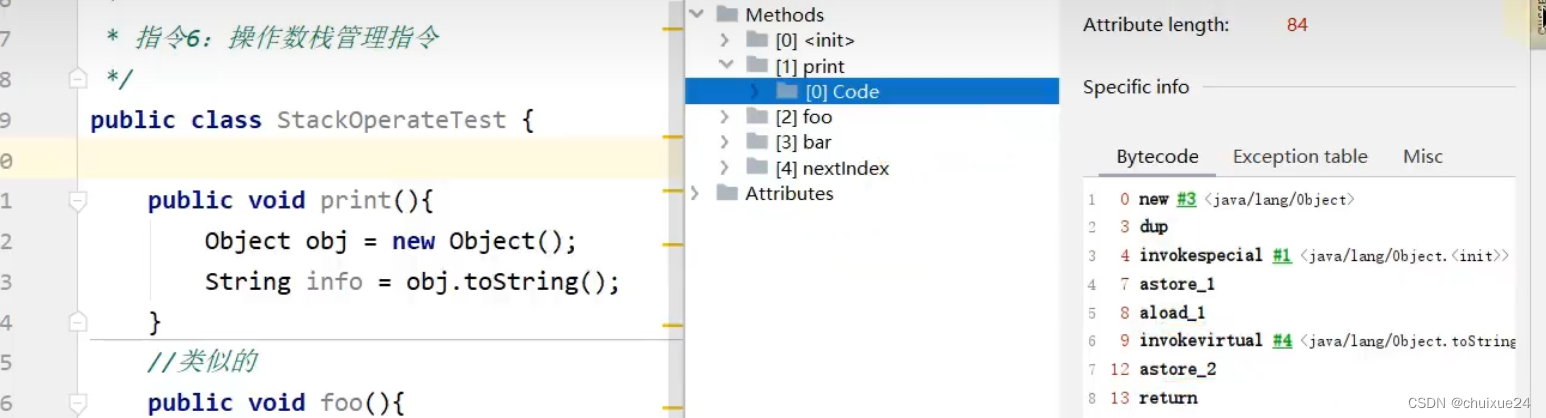 7 * 指令6：操作数栈管理指令
8 */
9 public class StackOperateTest {
0
1 public void print(){
2 Object obj = new Object();
3 String info = obj.toString();
4 }
5 //类似的
6 public void foo(){
Methods
[0] <init>
[1] print
[0] Code
[2] foo
[3] bar
[4] nextIndex
Attributes
Attribute length: 84
Specific info
Bytecode Exception table Misc
1 0 new #3 <java/lang/Object>
2 3 dup
3 4 invokespecial #1 <java/lang/Object.<init>>
4 7 astore_1
5 8 aload_1
6 9 invokevirtual #4 <java/lang/Object.toString
7 12 astore_2
8 13 return
CSDN @chuixue24